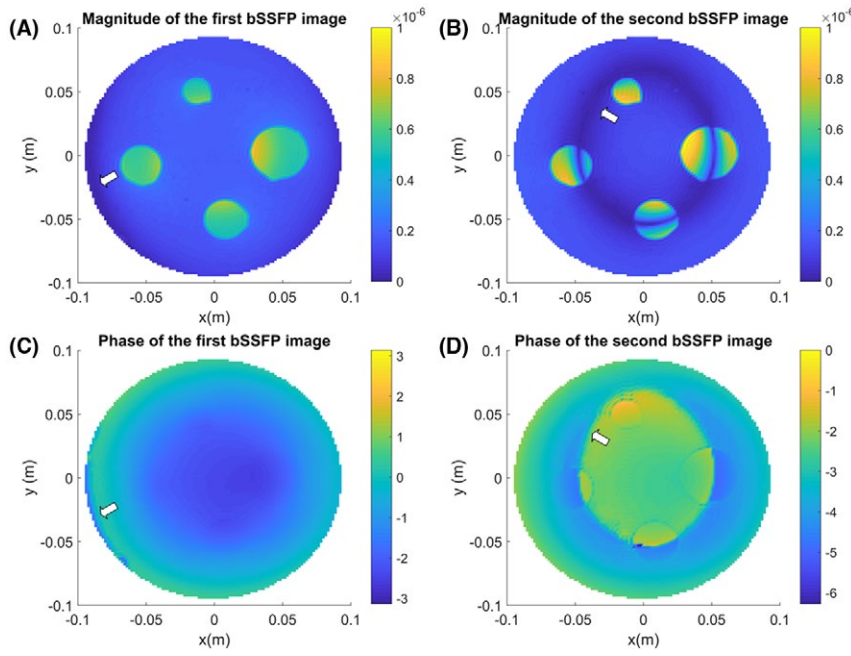 (A) Magnitude of the first bSSFP image ×10-6
0.1
0.05
0
-0.05
-0.1
y (m)
-0.1 -0.05 0 0.05 0.1
x(m)
1
0.8
0.6
0.4
0.2
0
(B) Magnitude of the second bSSFP image ×10-6
0.1
0.05
0
-0.05
-0.1
y (m)
-0.1 -0.05 0 0.05 0.1
x(m)
1
0.8
0.6
0.4
0.2
0
(C) Phase of the first bSSFP image
0.1
0.05
0
-0.05
-0.1
y (m)
-0.1 -0.05 0 0.05 0.1
x(m)
3
2
1
0
-1
-2
-3
(D) Phase of the second bSSFP image
0.1
0.05
0
-0.05
-0.1
y (m)
-0.1 -0.05 0 0.05 0.1
x(m)
0
-1
-2
-3
-4
-5
-6